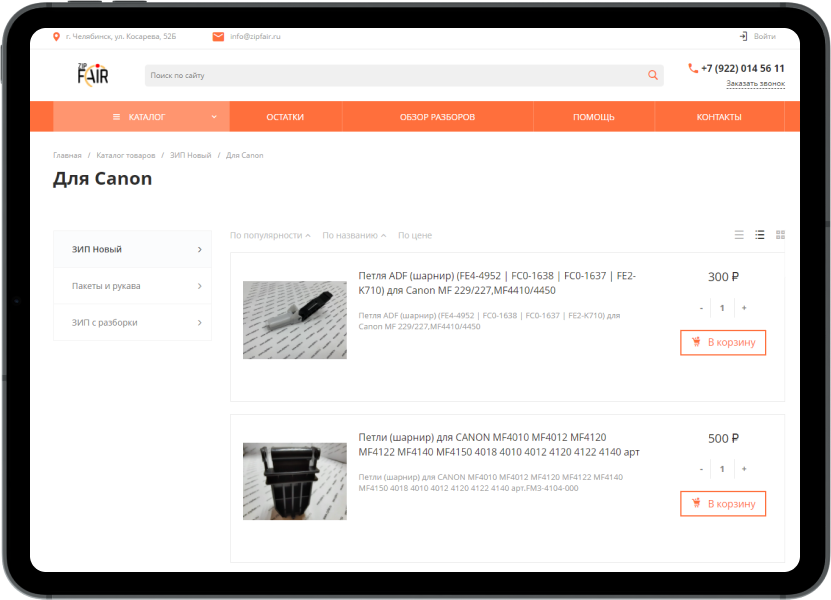 г. Челябинск, ул. Косарева, 52Б
info@zipfair.ru
Войти
ZIP
FAIR
Поиск по сайту
+7 (922) 014 56 11
Заказать звонок
КАТАЛОГ
ОСТАТКИ
ОБЗОР РАЗБОРОВ
ПОМОЩЬ
КОНТАКТЫ
Главная / Каталог товаров / ЗИП Новый / Для Canon
Для Canon
ЗИП Новый
Пакеты и рукава
ЗИП с разборки
По популярности
По названию
По цене
Петля ADF (шарнир) (FE4-4952 | FC0-1638 | FC0-1637 | FE2-
K710) для Canon MF 229/227,MF4410/4450
Петля ADF (шарнир) (FE4-4952 | FC0-1638 | FC0-1637 | FE2-K710) для
Canon MF 229/227,MF4410/4450
300 ₽
- 1 +
В корзину
Петли (шарнир) для CANON MF4010 MF4012 MF4120
MF4122 MF4140 MF4150 4018 4010 4012 4120 4122 4140 арт
Петли (шарнир) для CANON MF4010 MF4012 MF4120 MF4122 MF4140
MF4150 4018 4010 4012 4120 4122 4140 арт.FM3-4104-000
500 ₽
- 1 +
В корзину